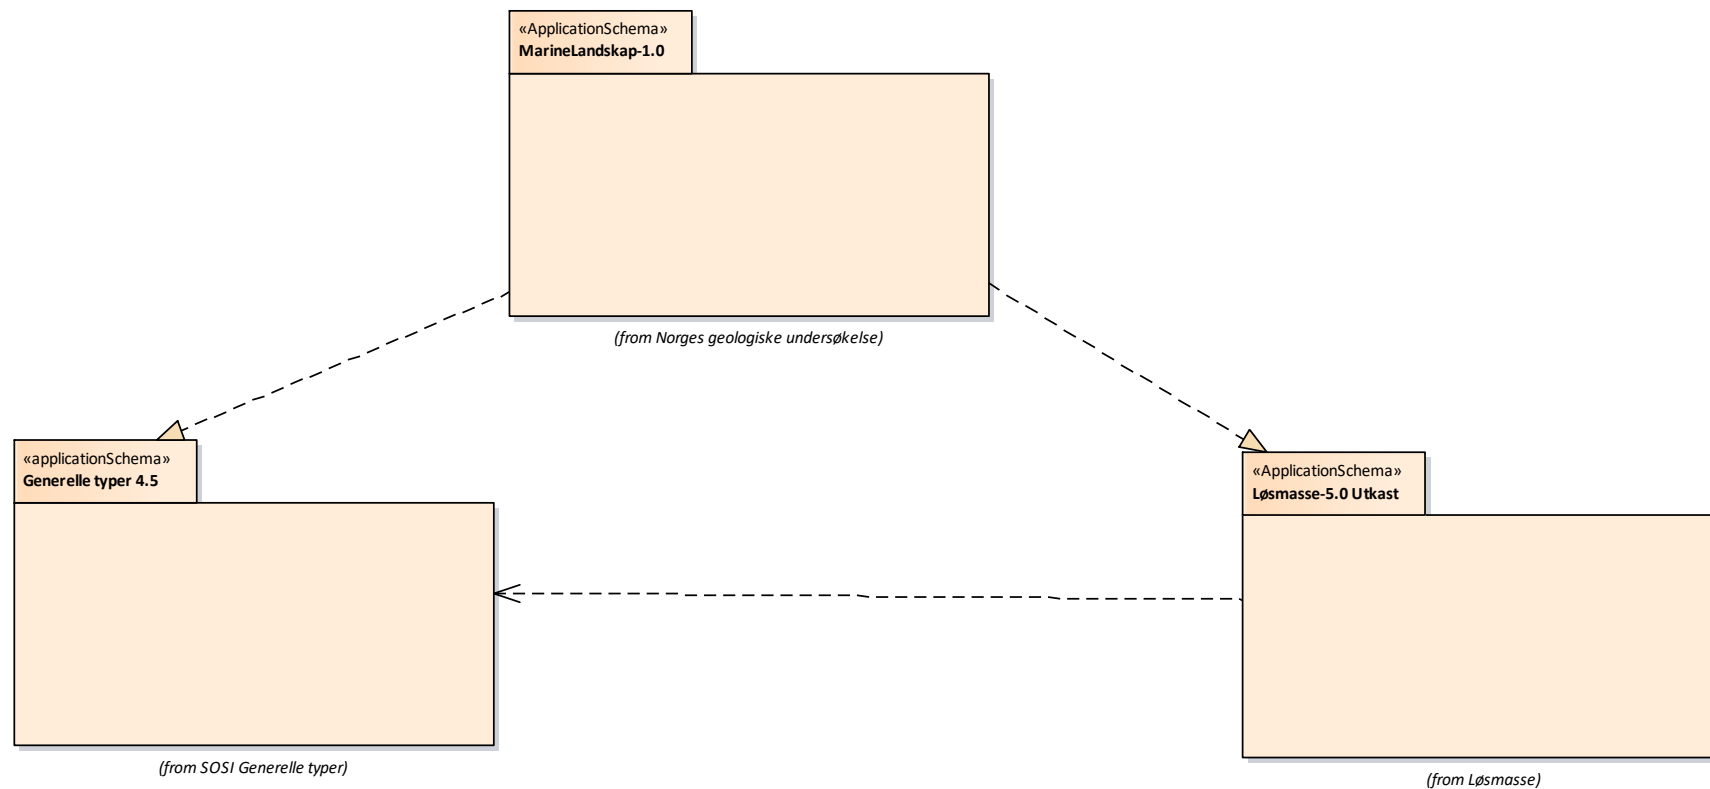 «ApplicationSchema»
MarineLandskap-1.0
(from Norges geologiske undersøkelse)
«applicationSchema»
Generelle typer 4.5
(from SOSI Generelle typer)
«ApplicationSchema»
Løsmasse-5.0 Utkast
(from Løsmasse)